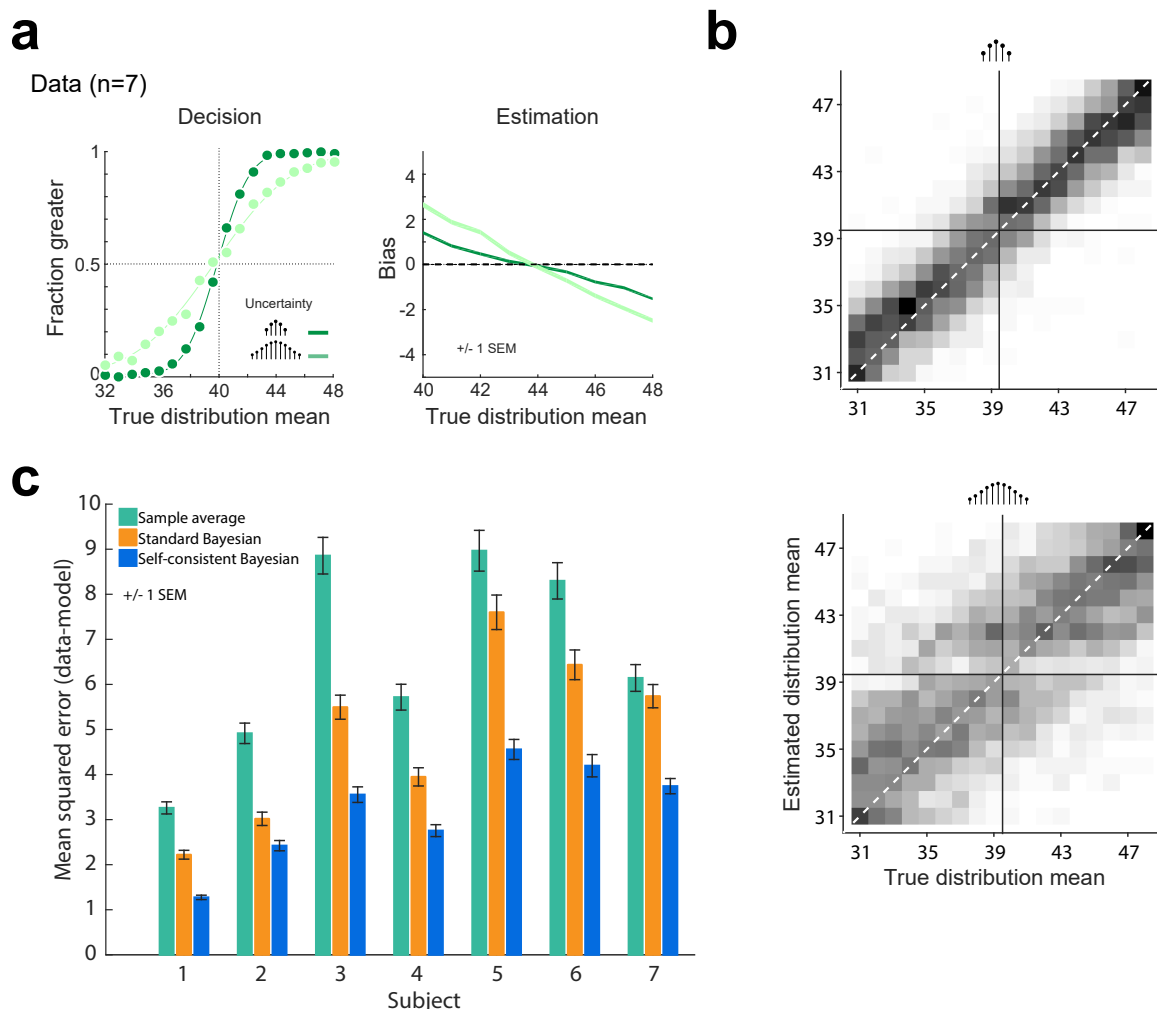 a
Data (n=7)
Decision
Fraction greater
1
0.5
0
32
36
40
44
48
Uncertainty
True distribution mean
Estimation
Bias
4
2
0
-2
-4
+/- 1 SEM
40
42
44
46
48
True distribution mean
b
47
43
39
35
31
31
35
39
43
47
Estimated distribution mean
47
43
39
35
31
31
35
39
43
47
True distribution mean
c
Mean squared error (data-model)
10
9
8
7
6
5
4
3
2
1
0
Sample average
Standard Bayesian
Self-consistent Bayesian
+/- 1 SEM
1
2
3
4
5
6
7
Subject